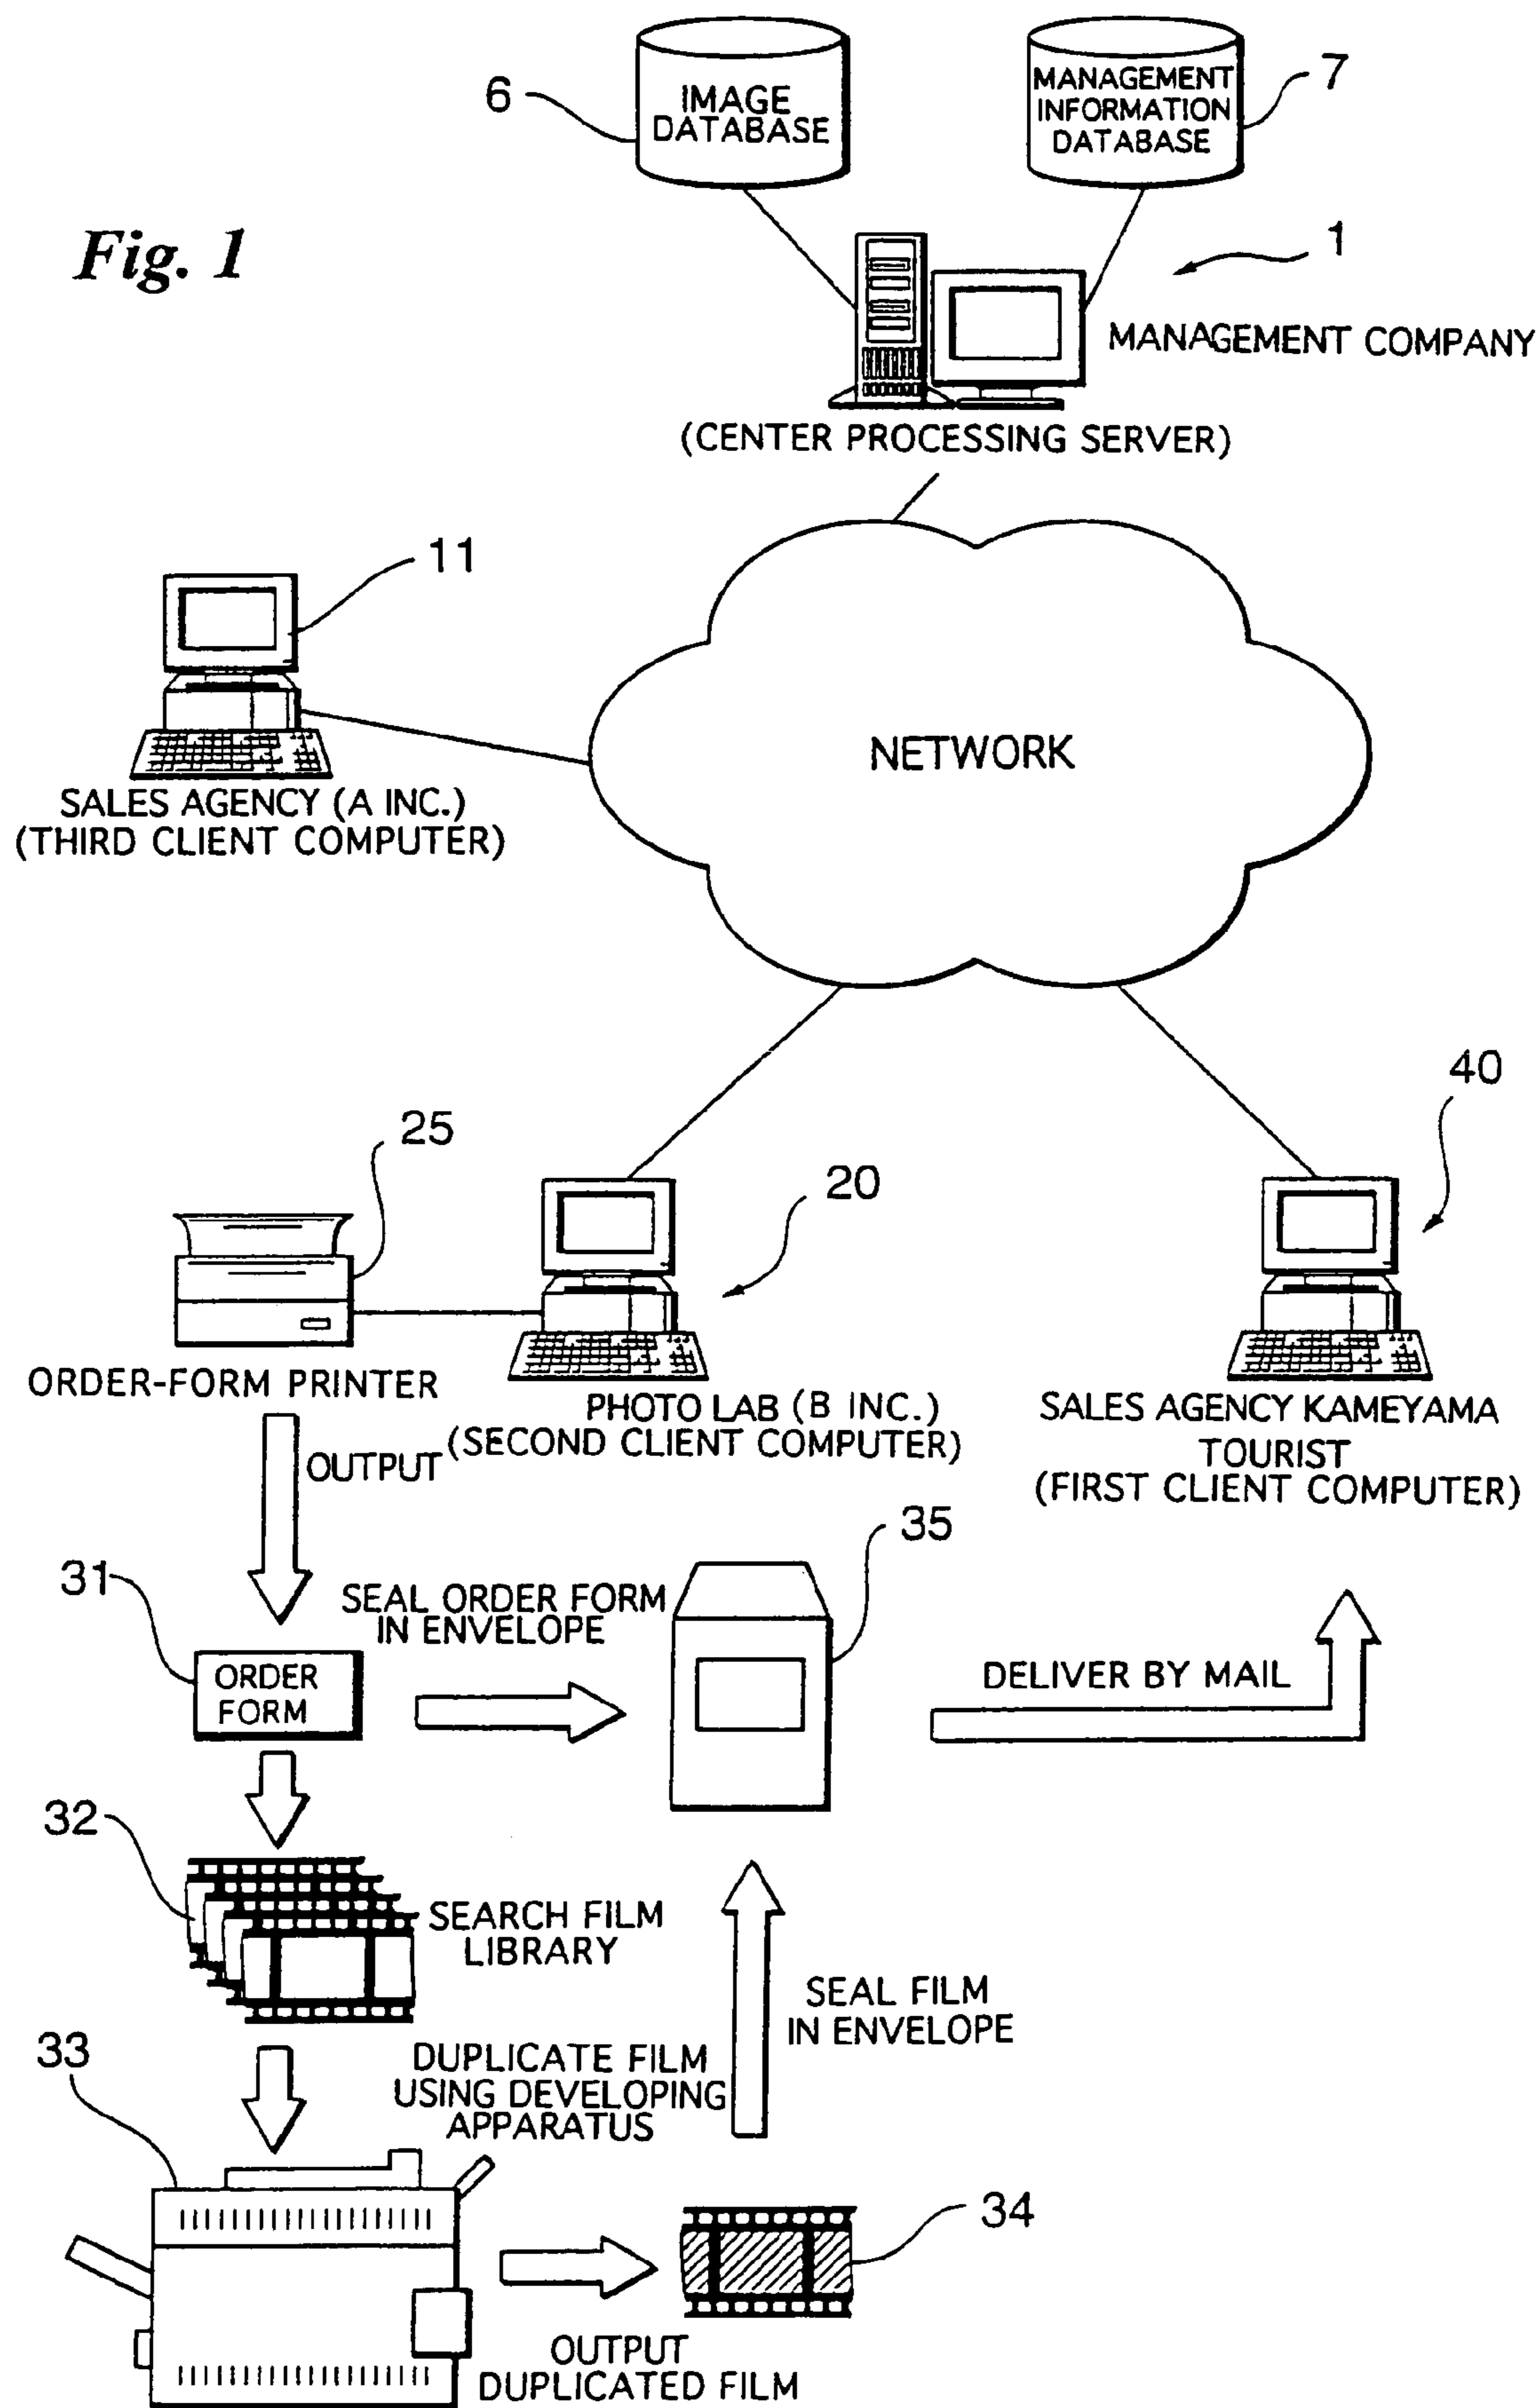 6
IMAGE
DATABASE
MANAGEMENT
INFORMATION
DATABASE
7
Fig. 1
1
MANAGEMENT COMPANY
(CENTER PROCESSING SERVER)
11
SALES AGENCY (A INC.)
(THIRD CLIENT COMPUTER)
NETWORK
25
ORDER-FORM PRINTER
20
PHOTO LAB (B INC.)
(SECOND CLIENT COMPUTER)
40
SALES AGENCY KAMEYAMA
TOURIST
(FIRST CLIENT COMPUTER)
OUTPUT
31
ORDER
FORM
SEAL ORDER FORM
IN ENVELOPE
35
DELIVER BY MAIL
32
SEARCH FILM
LIBRARY
SEAL FILM
IN ENVELOPE
33
DUPLICATE FILM
USING DEVELOPING
APPARATUS
34
OUTPUT
DUPLICATED FILM